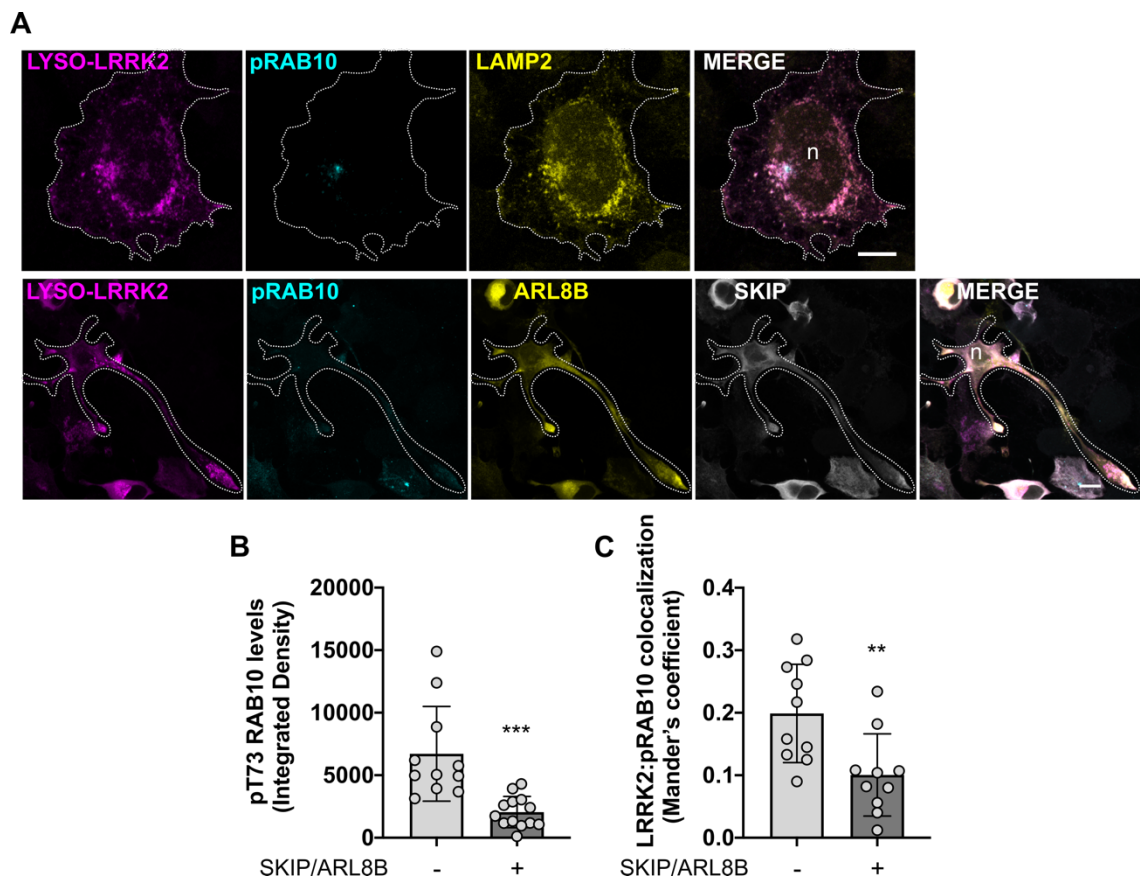 A
LYSO-LRRK2 pRAB10 LAMP2 MERGE
n
LYSO-LRRK2 pRAB10 ARL8B SKIP MERGE
n
B
pT73 RAB10 levels
(Integrated Density)
20000
15000
10000
5000
0
***
SKIP/ARL8B - +
C
LRRK2:pRAB10 colocalization
(Mander's coefficient)
0.4
0.3
0.2
0.1
0.0
**
SKIP/ARL8B - +